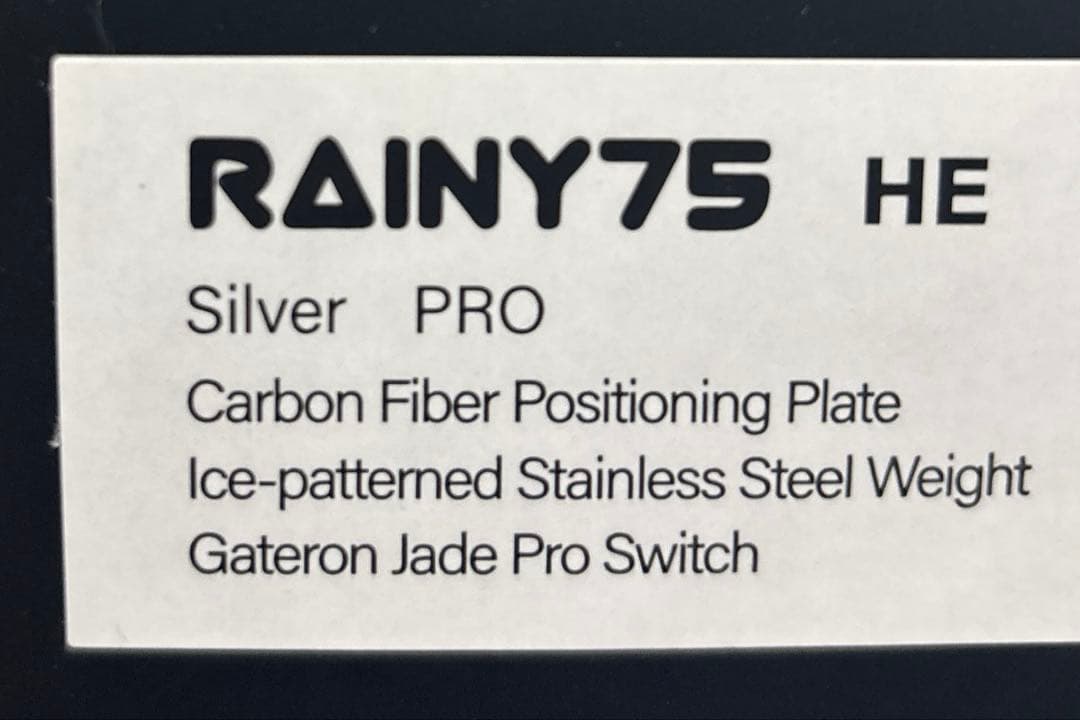 RAINY75 HE
Silver PRO
Carbon Fiber Positioning Plate
Ice-patterned Stainless Steel Weight
Gateron Jade Pro Switch